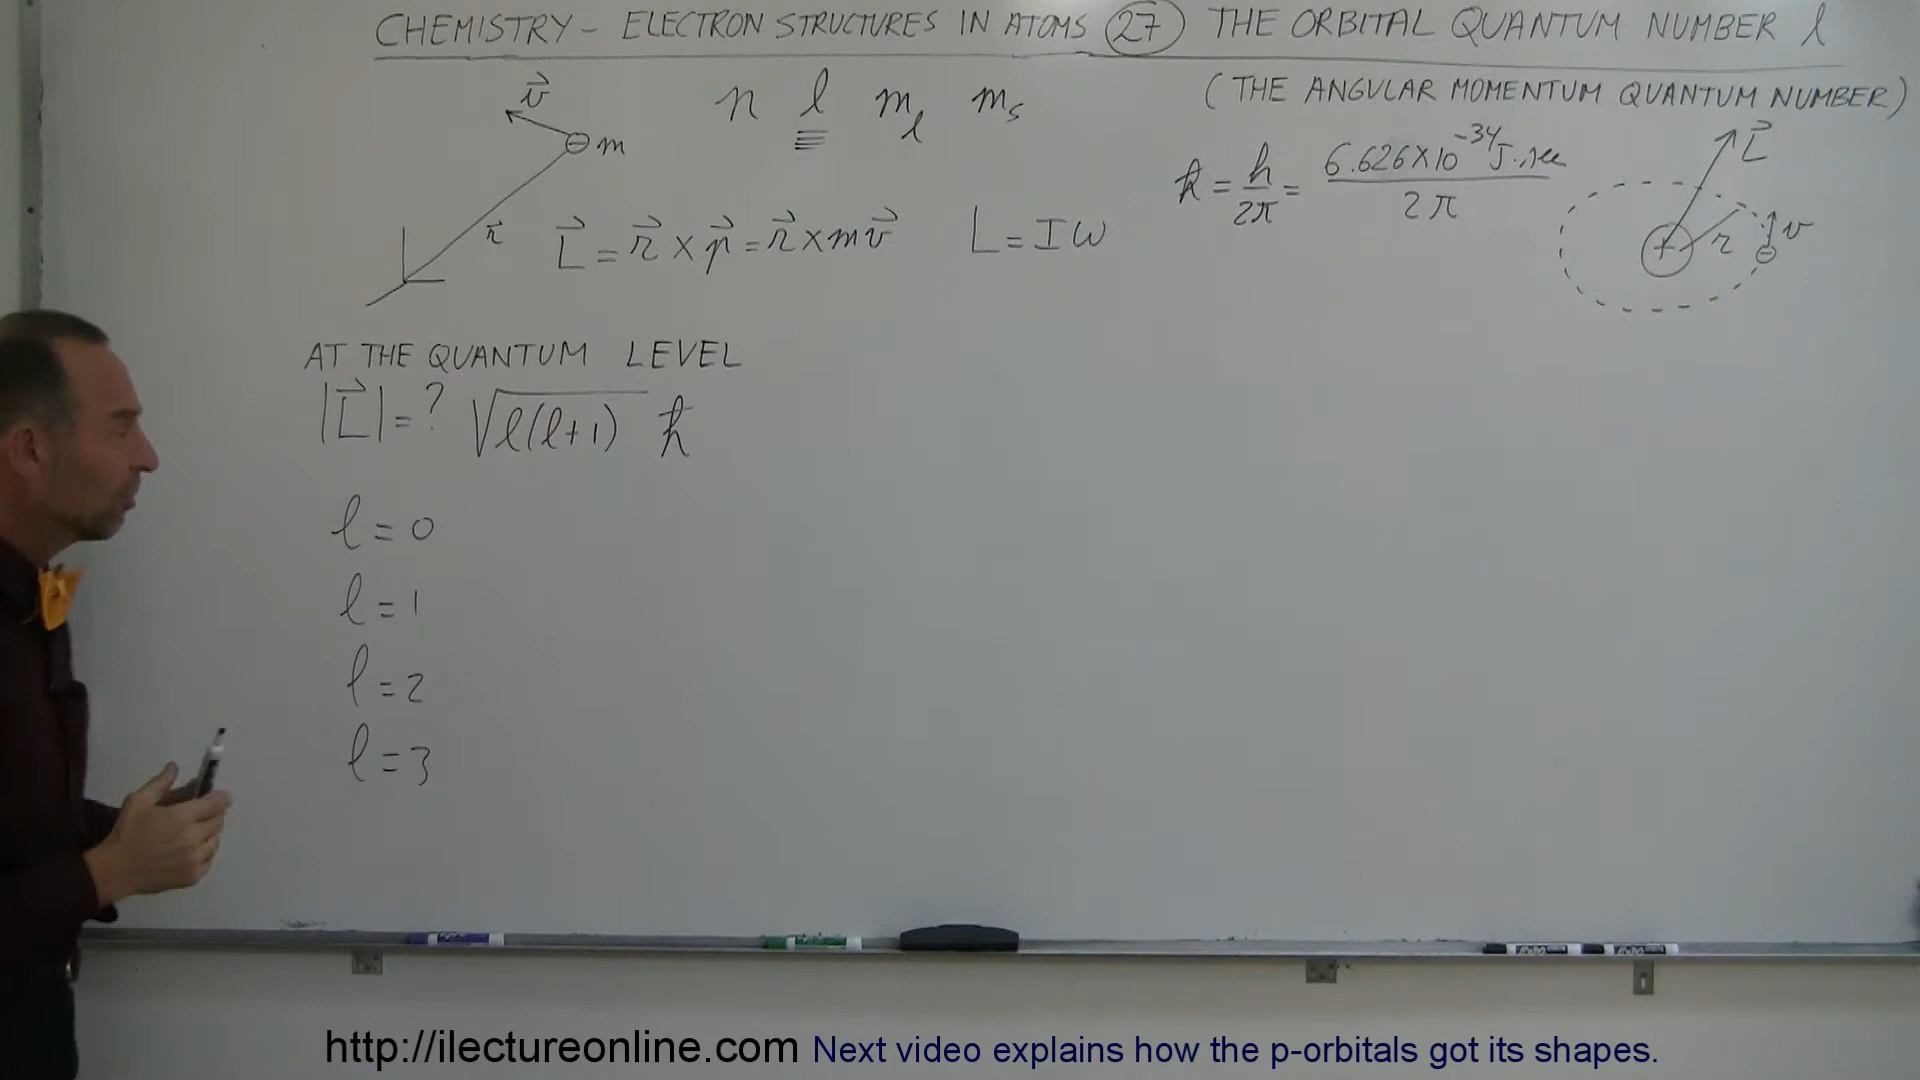 CHEMISTRY - ELECTRON STRUCTURES IN ATOMS 27 THE ORBITAL QUANTUM NUMBER l
(THE ANGULAR MOMENTUM QUANTUM NUMBER)
n l m_l m_s
v⃗
m
r⃗
L⃗ = r⃗ × p⃗ = r⃗ × mv⃗ L = Iω
ħ = h/2π = 6.626×10^-34 J·sec / 2π
L⃗
+ r v
AT THE QUANTUM LEVEL
|L⃗| = ? √l(l+1) ħ
l = 0
l = 1
l = 2
l = 3
http://ilectureonline.com Next video explains how the p-orbitals got its shapes.